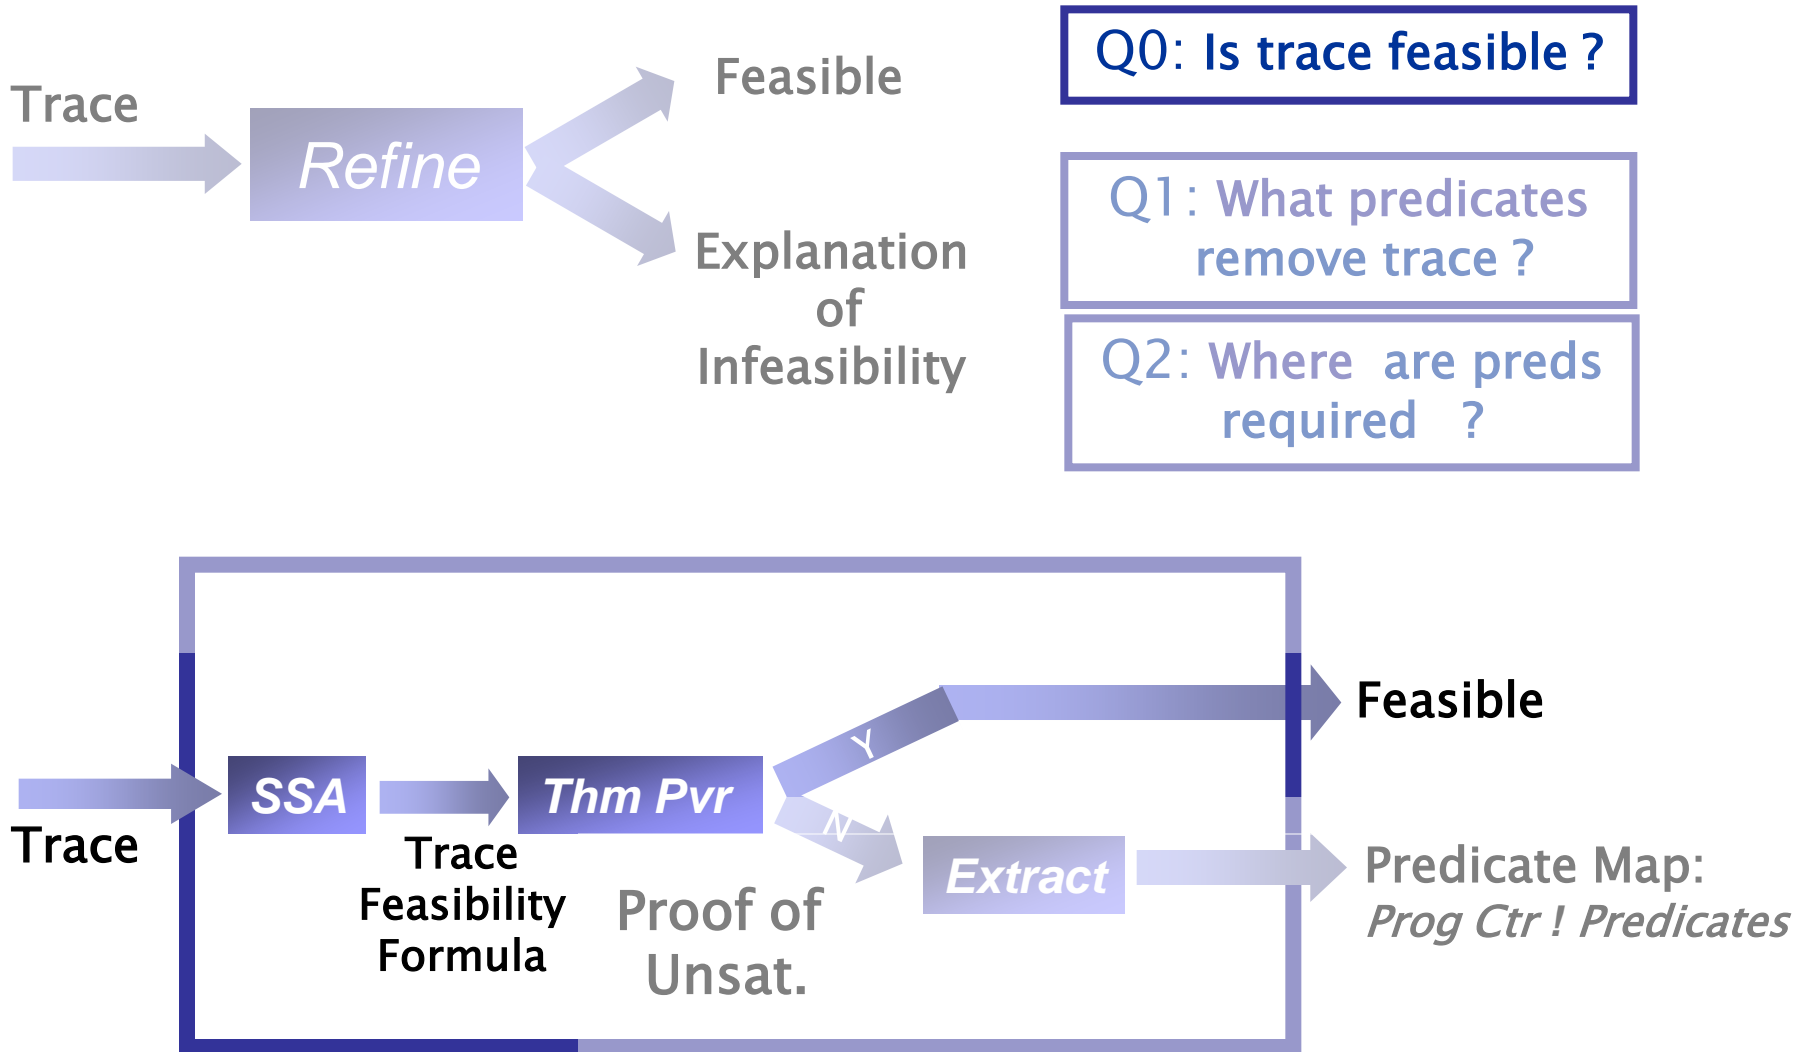 Trace
Refine
Feasible
Explanation
of
Infeasibility
Q0: Is trace feasible ?
Q1: What predicates
remove trace ?
Q2: Where are preds
required ?
Trace
SSA
Trace
Feasibility
Formula
Thm Pvr
Y
N
Proof of
Unsat.
Extract
Feasible
Predicate Map:
Prog Ctr ! Predicates